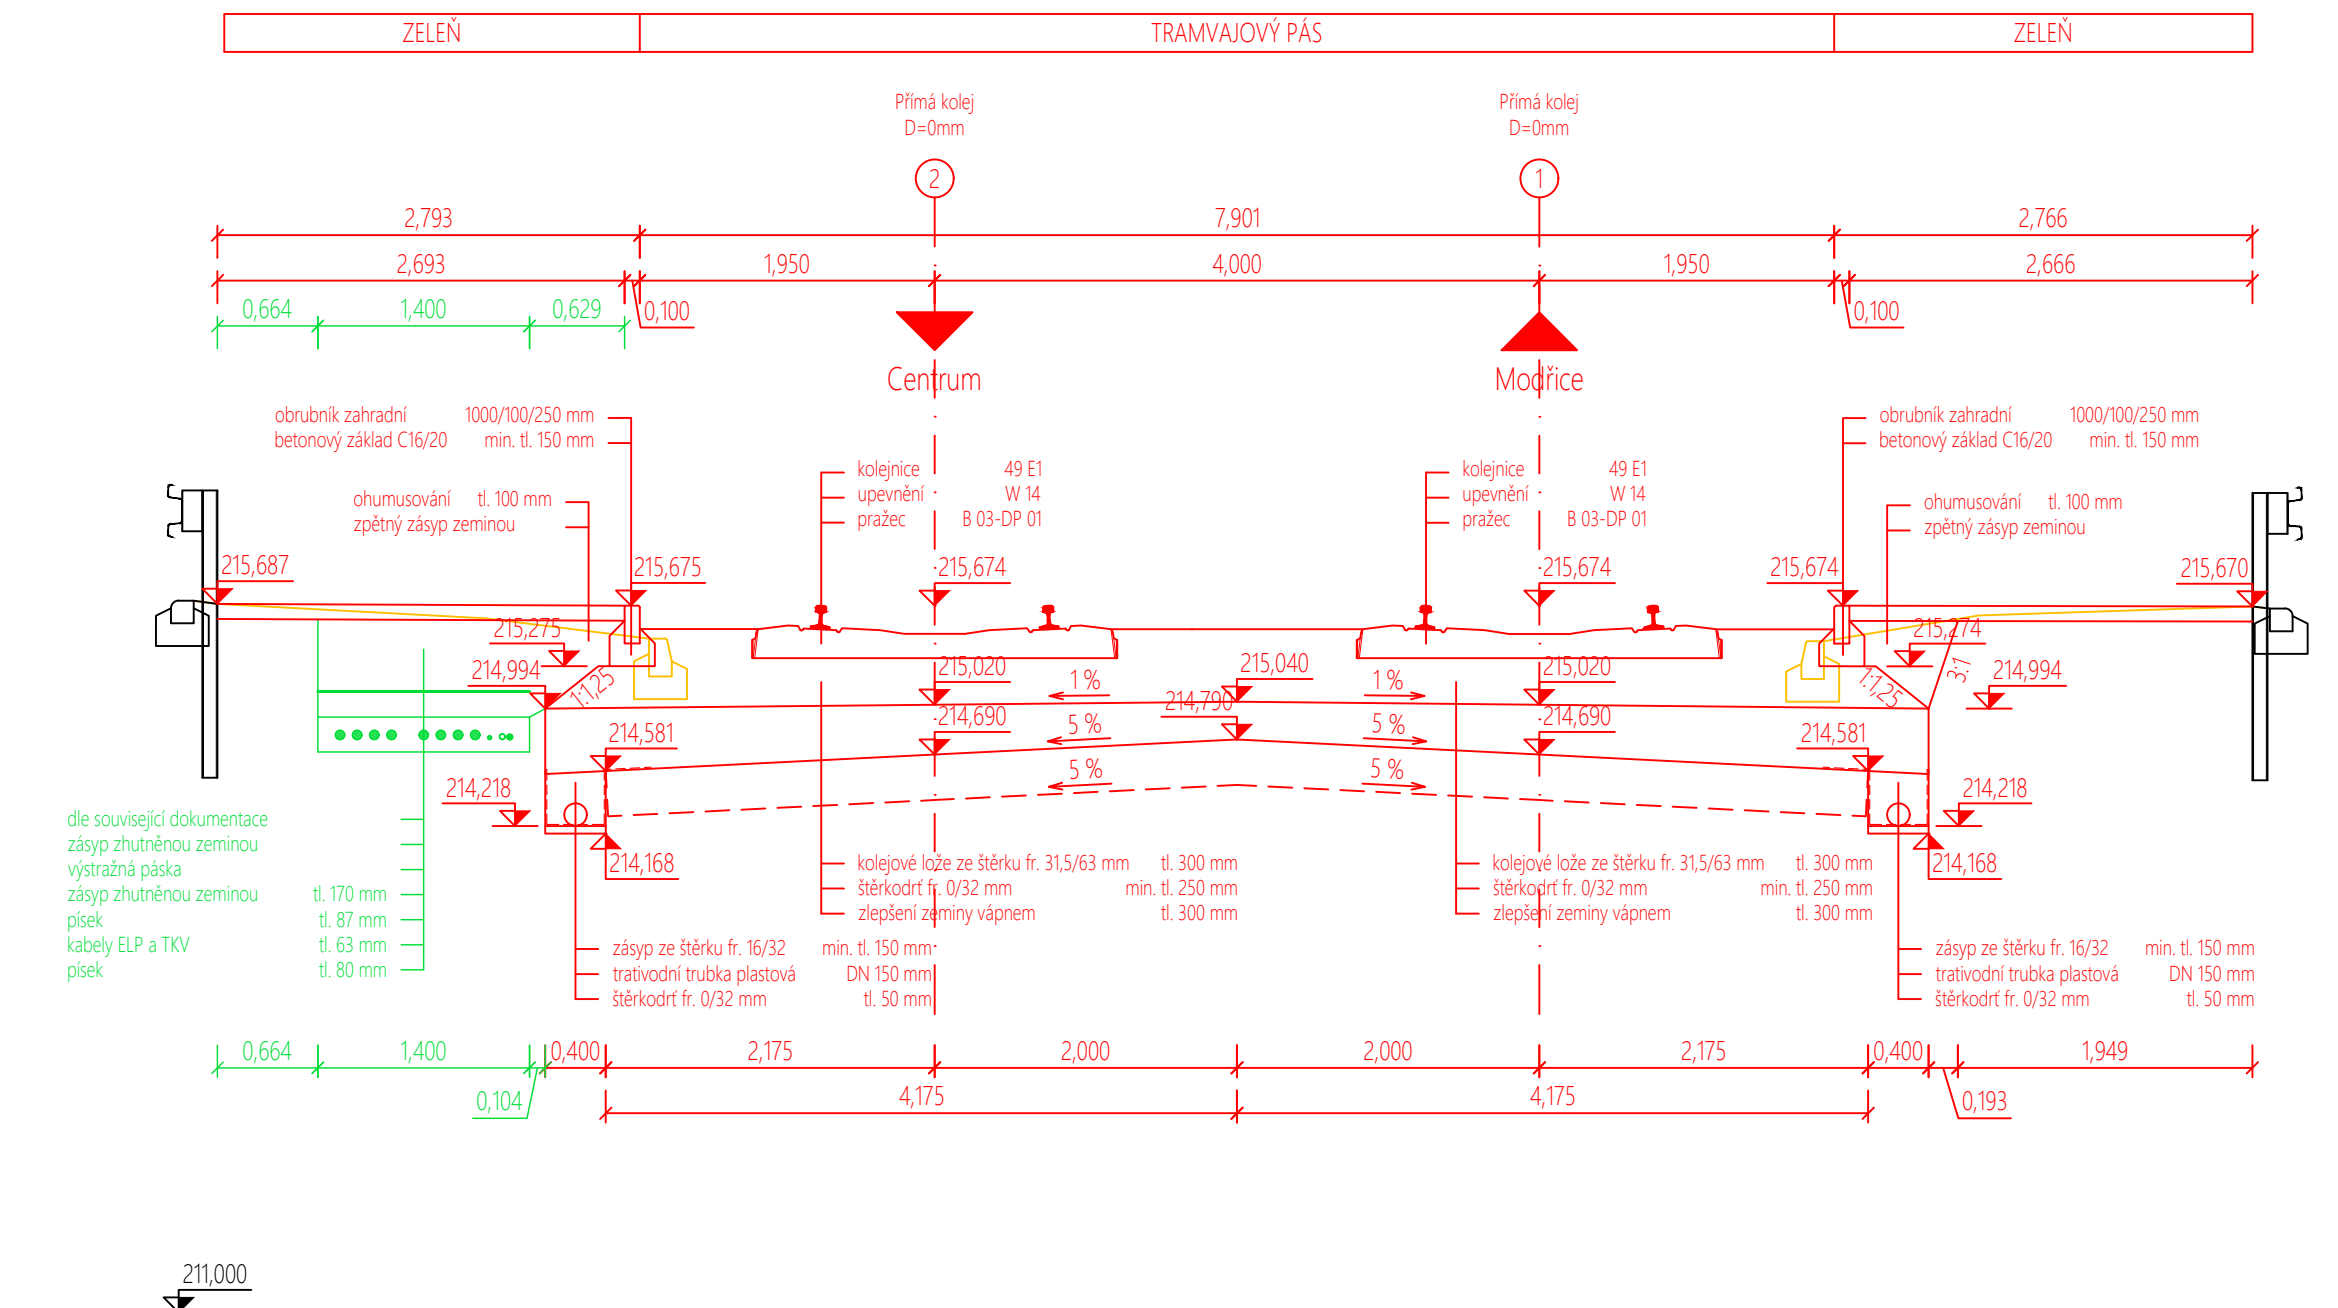 ZELEŇ TRAMVAJOVÝ PÁS ZELEŇ
Přímá kolej Přímá kolej
D=0mm D=0mm
2 1
2,793 7,901 2,766
2,693 1,950 4,000 1,950 2,666
0,664 1,400 0,629 0,100 0,100
Centrum Modřice
obrubník zahradní 1000/100/250 mm
betonový základ C16/20 min. tl. 150 mm
obrubník zahradní 1000/100/250 mm
betonový základ C16/20 min. tl. 150 mm
kolejnice 49 E1
upevnění W 14
pražec B 03-DP 01
kolejnice 49 E1
upevnění W 14
pražec B 03-DP 01
ohumusování tl. 100 mm
zpětný zásyp zeminou
ohumusování tl. 100 mm
zpětný zásyp zeminou
215,687 215,675 215,674 215,674 215,674 215,670
215,275 215,274
214,994 1:1,25 215,020 1 % 215,040 1 % 215,020 1:1,25 3:1 214,994
214,581 214,690 5 % 214,790 5 % 214,690 214,581
214,218 5 % 5 % 214,218
214,168 214,168
dle související dokumentace
zásyp zhutněnou zeminou
výstražná páska
zásyp zhutněnou zeminou tl. 170 mm
písek tl. 87 mm
kabely ELP a TKV tl. 63 mm
písek tl. 80 mm
kolejové lože ze štěrku fr. 31,5/63 mm tl. 300 mm
štěrkodrť fr. 0/32 mm min. tl. 250 mm
zlepšení zeminy vápnem tl. 300 mm
kolejové lože ze štěrku fr. 31,5/63 mm tl. 300 mm
štěrkodrť fr. 0/32 mm min. tl. 250 mm
zlepšení zeminy vápnem tl. 300 mm
zásyp ze štěrku fr. 16/32 min. tl. 150 mm
trativodní trubka plastová DN 150 mm
štěrkodrť fr. 0/32 mm tl. 50 mm
zásyp ze štěrku fr. 16/32 min. tl. 150 mm
trativodní trubka plastová DN 150 mm
štěrkodrť fr. 0/32 mm tl. 50 mm
0,664 1,400 0,400 2,175 2,000 2,000 2,175 0,400 1,949
0,104 4,175 4,175 0,193
211,000